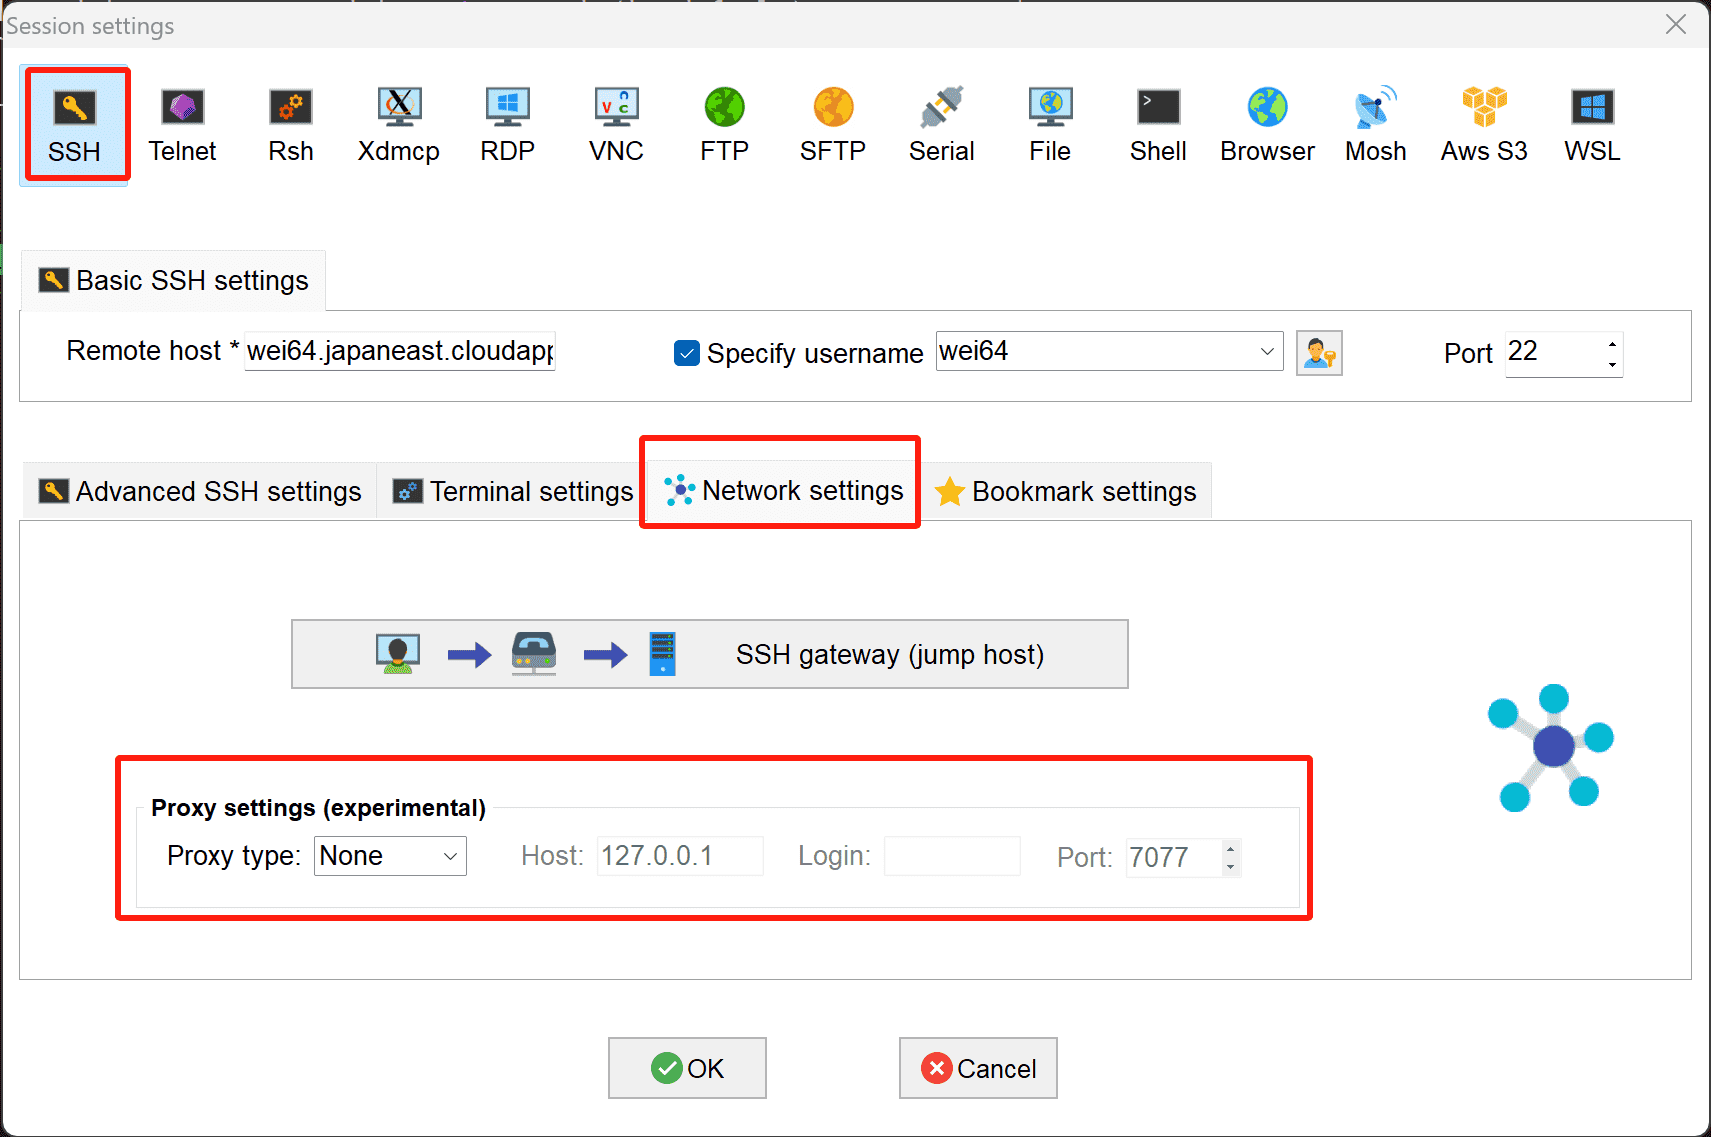 Session settings
SSH Telnet Rsh Xdmcp RDP VNC FTP SFTP Serial File Shell Browser Mosh Aws S3 WSL
Basic SSH settings
Remote host * wei64.japaneast.cloudapp Specify username wei64 Port 22
Advanced SSH settings Terminal settings Network settings Bookmark settings
SSH gateway (jump host)
Proxy settings (experimental)
Proxy type: None Host: 127.0.0.1 Login: Port: 7077
OK Cancel